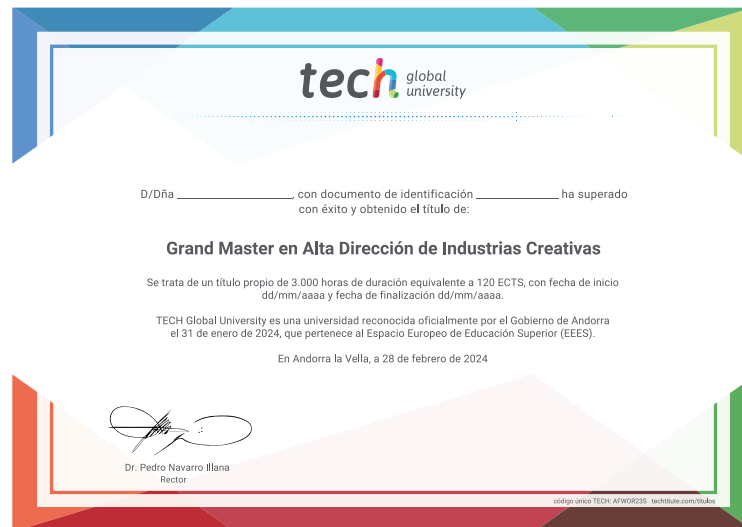 tech global university
D/Dña ____________________, con documento de identificación ______________ ha superado
con éxito y obtenido el título de:
Grand Master en Alta Dirección de Industrias Creativas
Se trata de un título propio de 3.000 horas de duración equivalente a 120 ECTS, con fecha de inicio
dd/mm/aaaa y fecha de finalización dd/mm/aaaa.
TECH Global University es una universidad reconocida oficialmente por el Gobierno de Andorra
el 31 de enero de 2024, que pertenece al Espacio Europeo de Educación Superior (EEES).
En Andorra la Vella, a 28 de febrero de 2024
Dr. Pedro Navarro Illana
Rector
código único TECH: AFWOR23S techtitute.com/titulos